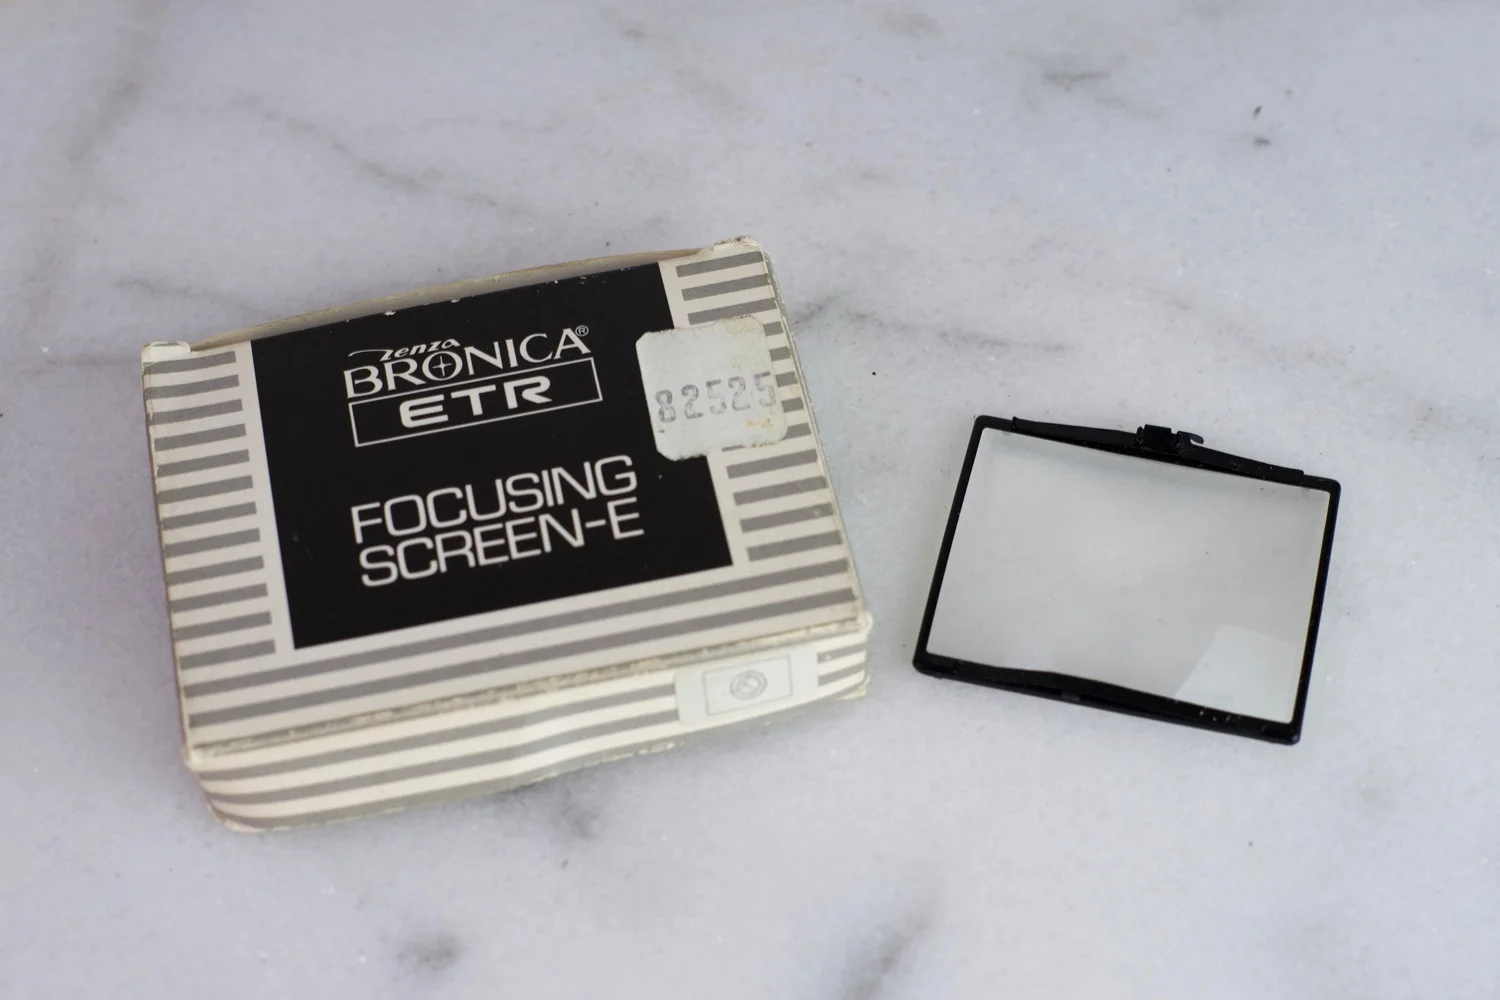 zenza
BRONICA®
ETR
82525
FOCUSING
SCREEN-E